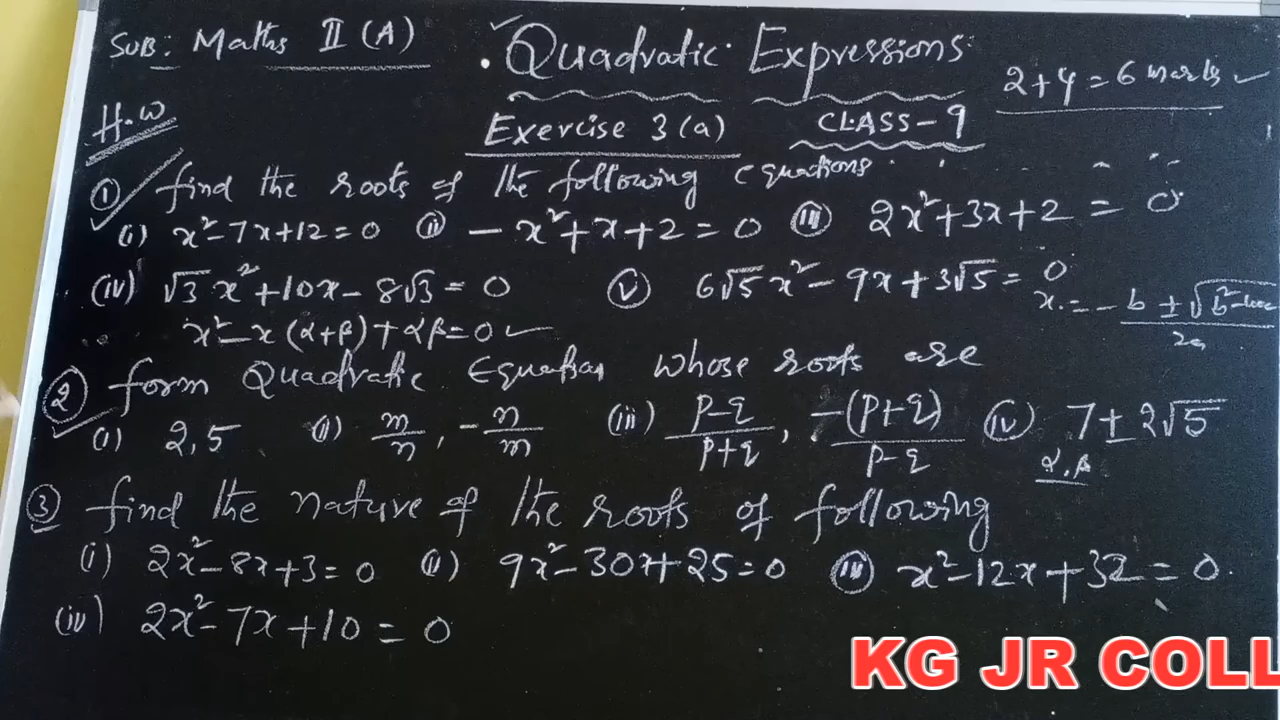 SUB: Maths II (A)
Quadratic Expressions
2+4 = 6 marks
H.W
Exercise 3(a)
CLASS-9
① find the roots of the following equations
(i) x²-7x+12=0 (ii) -x²+x+2=0 (iii) 2x²+3x+2=0
(iv) √3x²+10x-8√3=0 (v) 6√5x²-9x+3√5=0
x = -b±√b²-4ac/2a
x²-x(α+β)+αβ=0
② form Quadratic Equation whose roots are
(i) 2,5 (ii) m/n, -n/m (iii) p-q/p+q, -(p+q)/p-q (iv) 7±2√5
α,β
③ find the nature of the roots of following
(i) 2x²-8x+3=0 (ii) 9x²-30x+25=0 (iii) x²-12x+32=0.
(iv) 2x²-7x+10=0
KG JR COLL